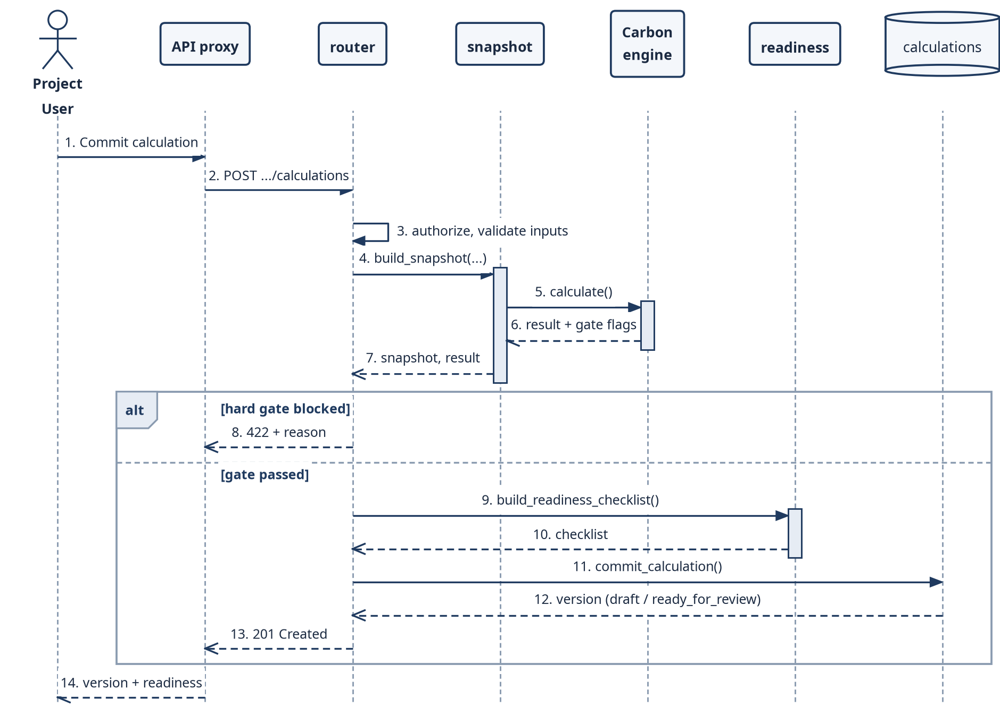 Project
User
API proxy
router
snapshot
Carbon
engine
readiness
calculations
1. Commit calculation
2. POST .../calculations
3. authorize, validate inputs
4. build_snapshot(...)
5. calculate()
6. result + gate flags
7. snapshot, result
alt
[hard gate blocked]
8. 422 + reason
[gate passed]
9. build_readiness_checklist()
10. checklist
11. commit_calculation()
12. version (draft / ready_for_review)
13. 201 Created
14. version + readiness